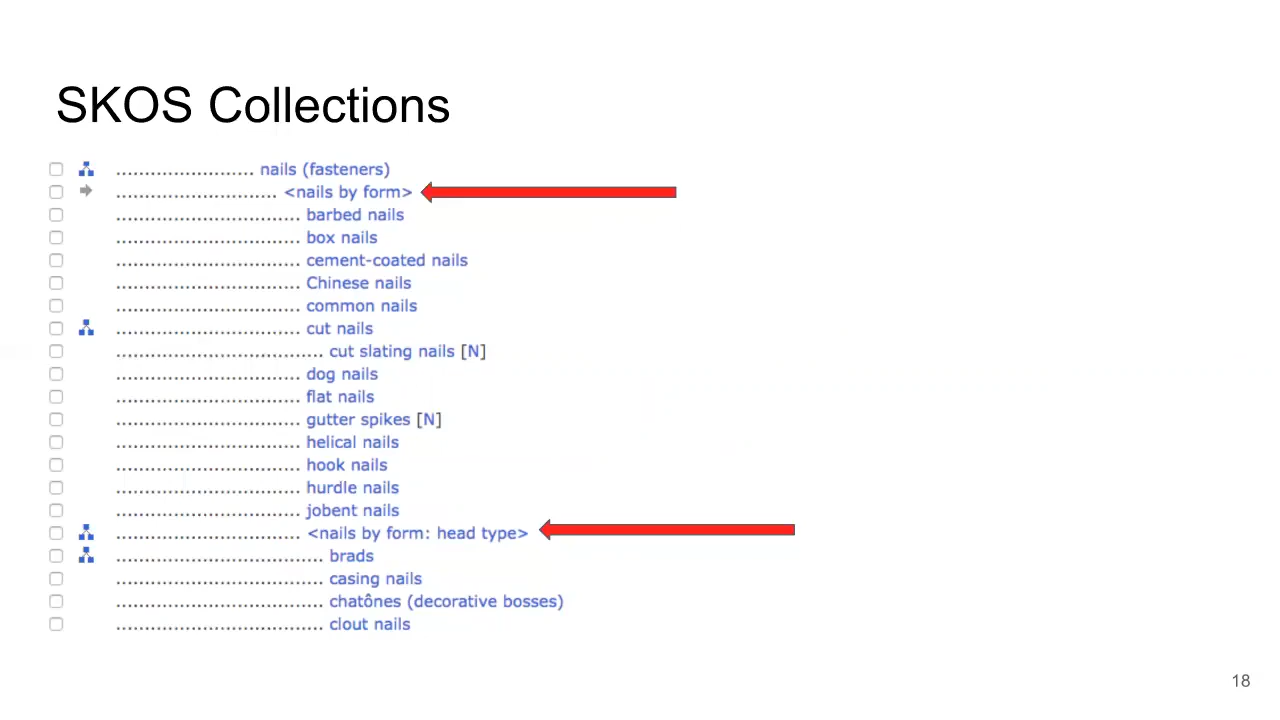 SKOS Collections
........................ nails (fasteners)
............................ <nails by form>
................................ barbed nails
................................ box nails
................................ cement-coated nails
................................ Chinese nails
................................ common nails
................................ cut nails
.................................... cut slating nails [N]
................................ dog nails
................................ flat nails
................................ gutter spikes [N]
................................ helical nails
................................ hook nails
................................ hurdle nails
................................ jobent nails
................................ <nails by form: head type>
.................................... brads
.................................... casing nails
.................................... chatônes (decorative bosses)
.................................... clout nails
18